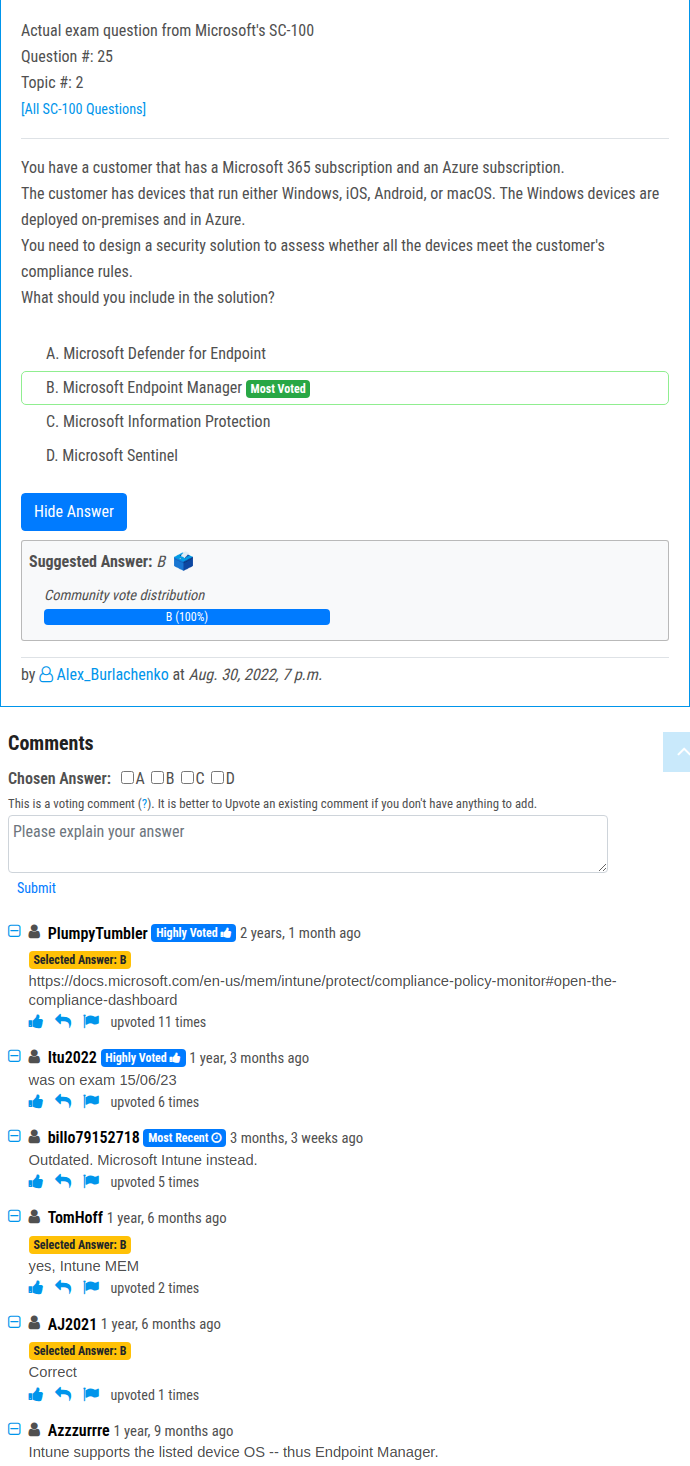 Actual exam question from Microsoft's SC-100
Question #: 25
Topic #: 2
[All SC-100 Questions]
You have a customer that has a Microsoft 365 subscription and an Azure subscription.
The customer has devices that run either Windows, iOS, Android, or macOS. The Windows devices are
deployed on-premises and in Azure.
You need to design a security solution to assess whether all the devices meet the customer's
compliance rules.
What should you include in the solution?
A. Microsoft Defender for Endpoint
B. Microsoft Endpoint Manager Most Voted
C. Microsoft Information Protection
D. Microsoft Sentinel
Hide Answer
Suggested Answer: B
Community vote distribution
B (100%)
by Alex_Burlachenko at Aug. 30, 2022, 7 p.m.
Comments
Chosen Answer: A B C D
This is a voting comment (?). It is better to Upvote an existing comment if you don't have anything to add.
Please explain your answer
Submit
PlumpyTumbler Highly Voted 2 years, 1 month ago
Selected Answer: B
https://docs.microsoft.com/en-us/mem/intune/protect/compliance-policy-monitor#open-the-
compliance-dashboard
upvoted 11 times
Itu2022 Highly Voted 1 year, 3 months ago
was on exam 15/06/23
upvoted 6 times
billo79152718 Most Recent 3 months, 3 weeks ago
Outdated. Microsoft Intune instead.
upvoted 5 times
TomHoff 1 year, 6 months ago
Selected Answer: B
yes, Intune MEM
upvoted 2 times
AJ2021 1 year, 6 months ago
Selected Answer: B
Correct
upvoted 1 times
Azzzurrre 1 year, 9 months ago
Intune supports the listed device OS -- thus Endpoint Manager.